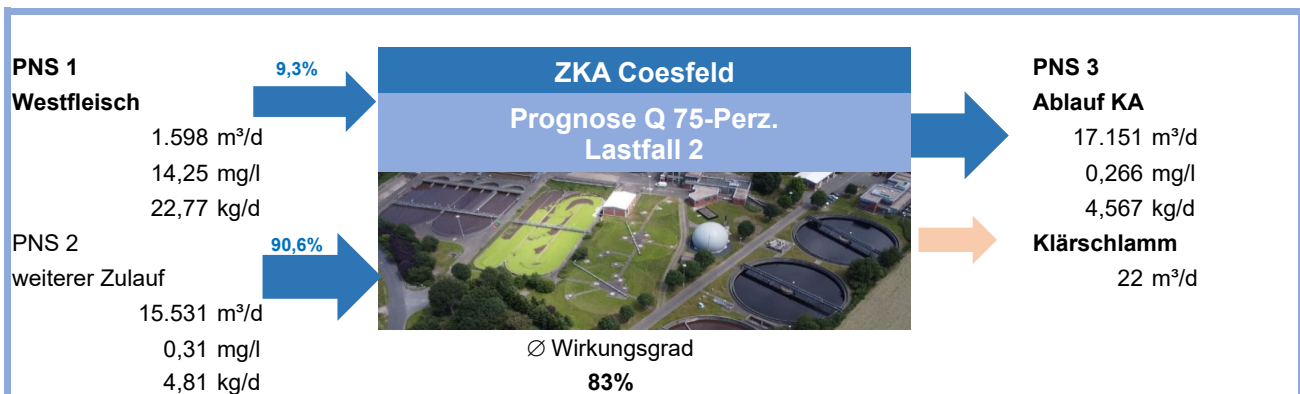 PNS 1
Westfleisch
1.598 m³/d
14,25 mg/l
22,77 kg/d
9,3%
PNS 2
weiterer Zulauf
15.531 m³/d
0,31 mg/l
4,81 kg/d
90,6%
ZKA Coesfeld
Prognose Q 75-Perz.
Lastfall 2
∅ Wirkungsgrad
83%
PNS 3
Ablauf KA
17.151 m³/d
0,266 mg/l
4,567 kg/d
Klärschlamm
22 m³/d